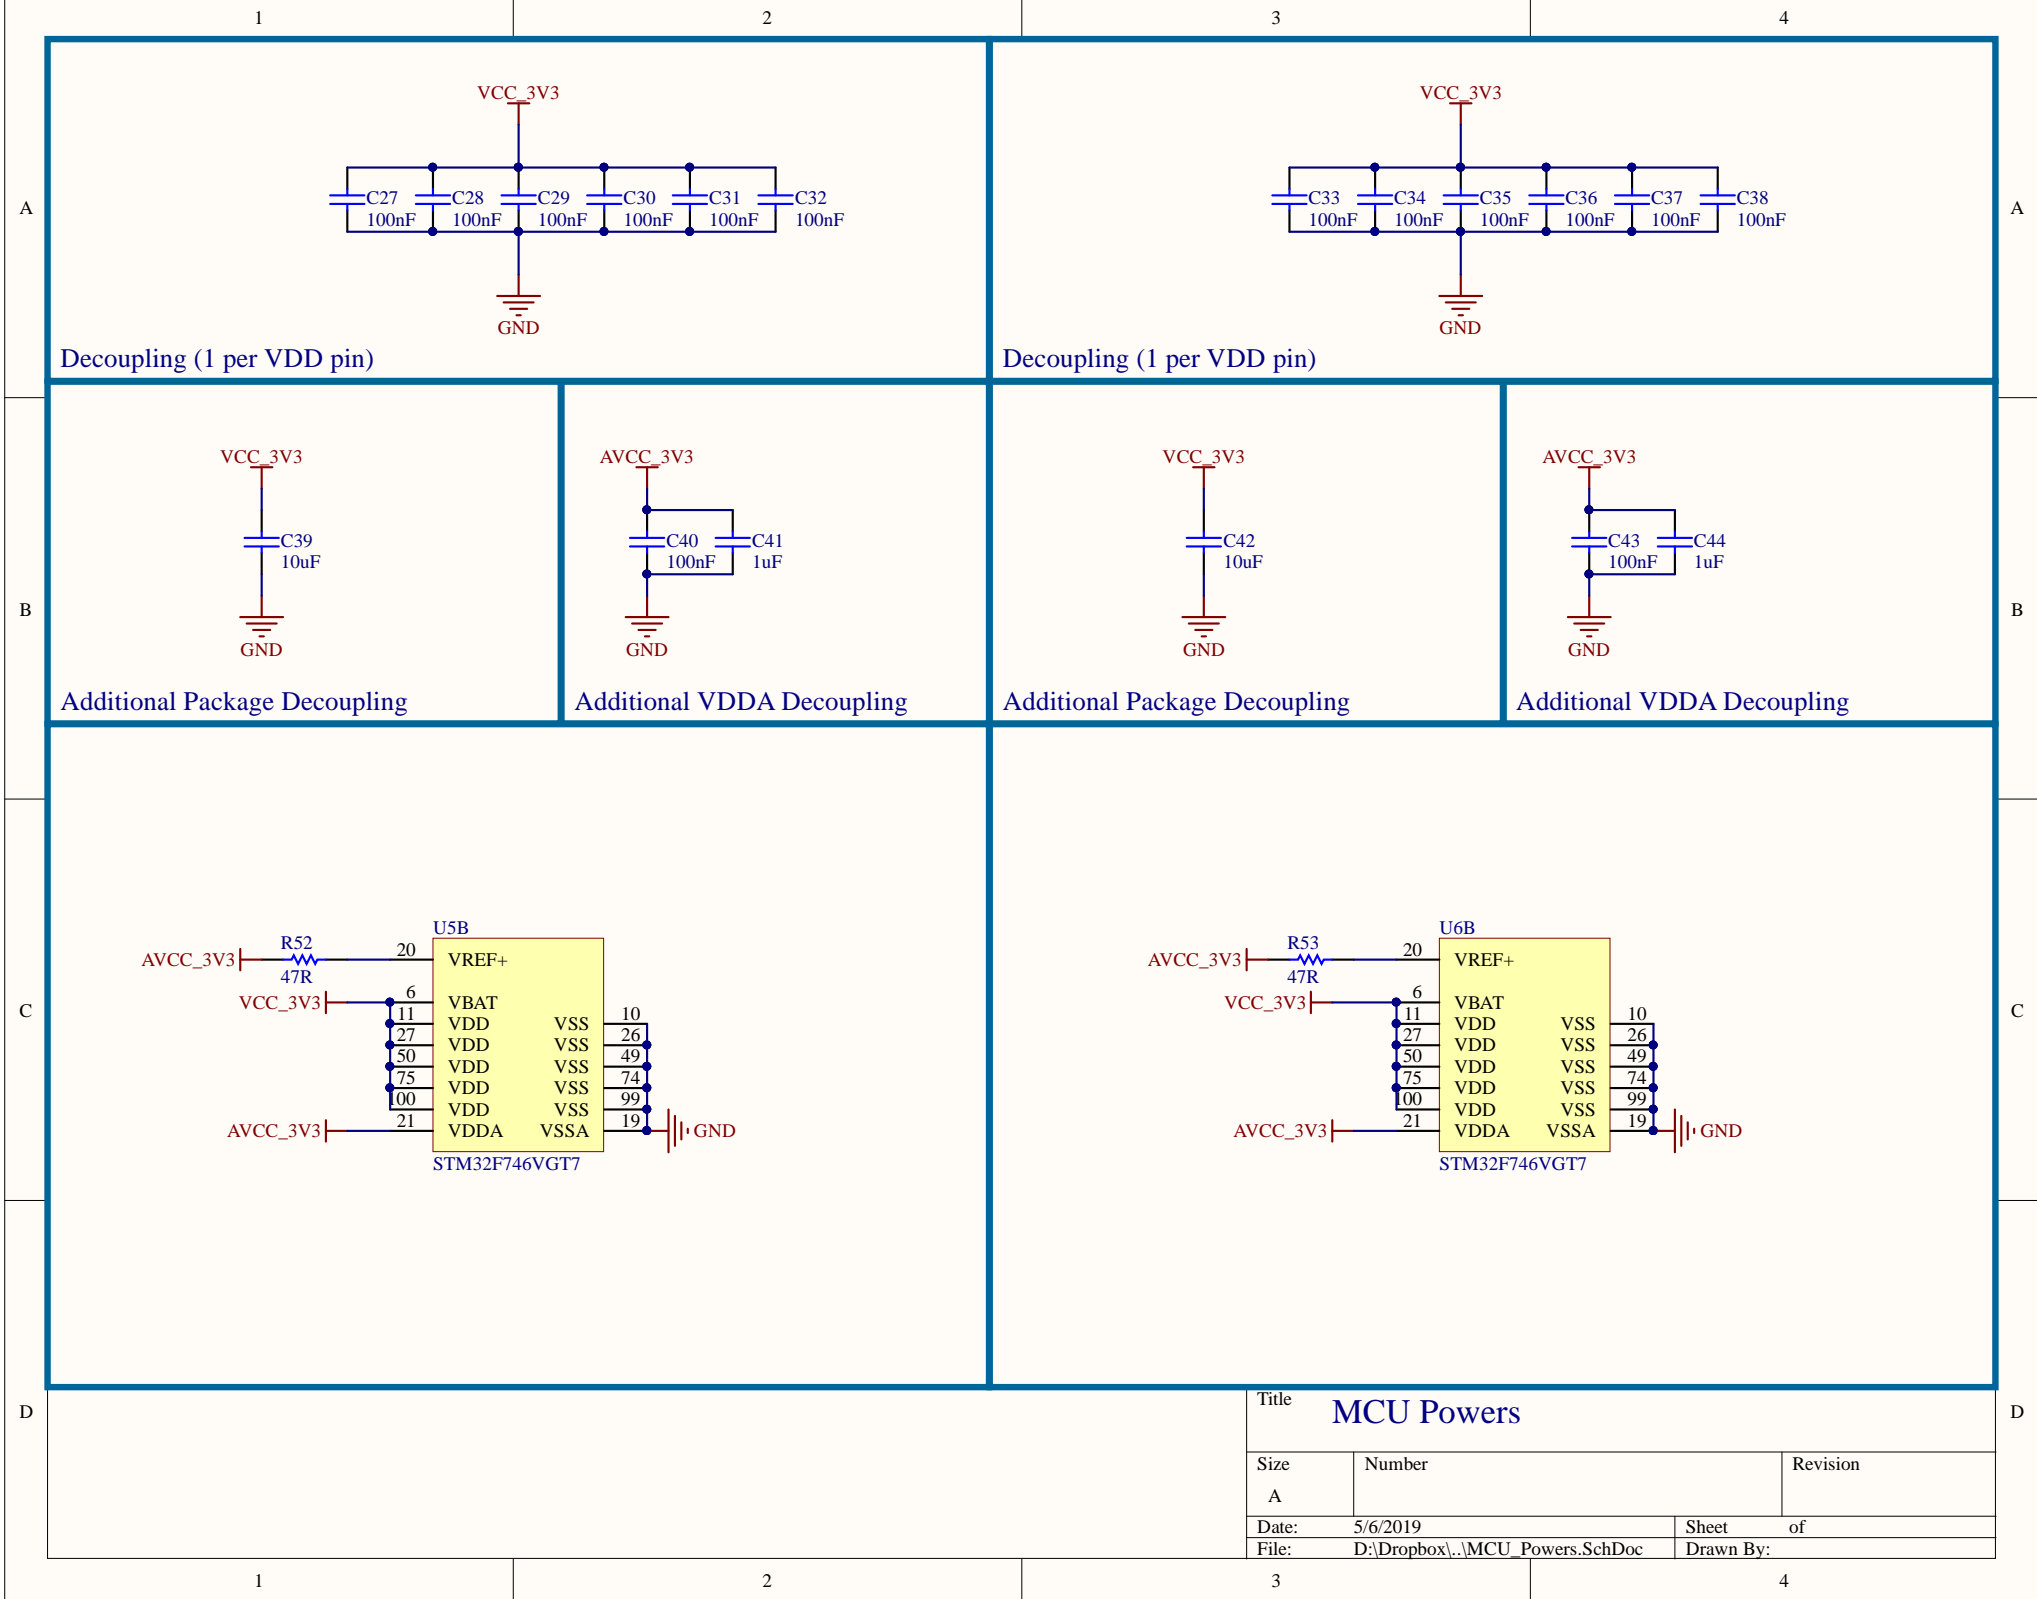 1 2 3 4
VCC_3V3 VCC_3V3
A C27 C28 C29 C30 C31 C32 C33 C34 C35 C36 C37 C38 A
100nF 100nF 100nF 100nF 100nF 100nF 100nF 100nF 100nF 100nF 100nF 100nF
GND GND
Decoupling (1 per VDD pin) Decoupling (1 per VDD pin)
VCC_3V3 AVCC_3V3 VCC_3V3 AVCC_3V3
C39 C40 C41 C42 C43 C44
10uF 100nF 1uF 10uF 100nF 1uF
B B
GND GND GND GND
Additional Package Decoupling Additional VDDA Decoupling Additional Package Decoupling Additional VDDA Decoupling
U5B U6B
R52 R53
AVCC_3V3 20 VREF+ AVCC_3V3 20 VREF+
47R 47R
VCC_3V3 6 VBAT VCC_3V3 6 VBAT
C 11 VDD VSS 10 11 VDD VSS 10 C
27 VDD VSS 26 27 VDD VSS 26
50 VDD VSS 49 50 VDD VSS 49
75 VDD VSS 74 75 VDD VSS 74
100 VDD VSS 99 100 VDD VSS 99
AVCC_3V3 21 VDDA VSSA 19 GND AVCC_3V3 21 VDDA VSSA 19 GND
STM32F746VGT7 STM32F746VGT7
D Title MCU Powers D
Size Number Revision
A
Date: 5/6/2019 Sheet of
File: D:\Dropbox\..\MCU_Powers.SchDoc Drawn By:
1 2 3 4